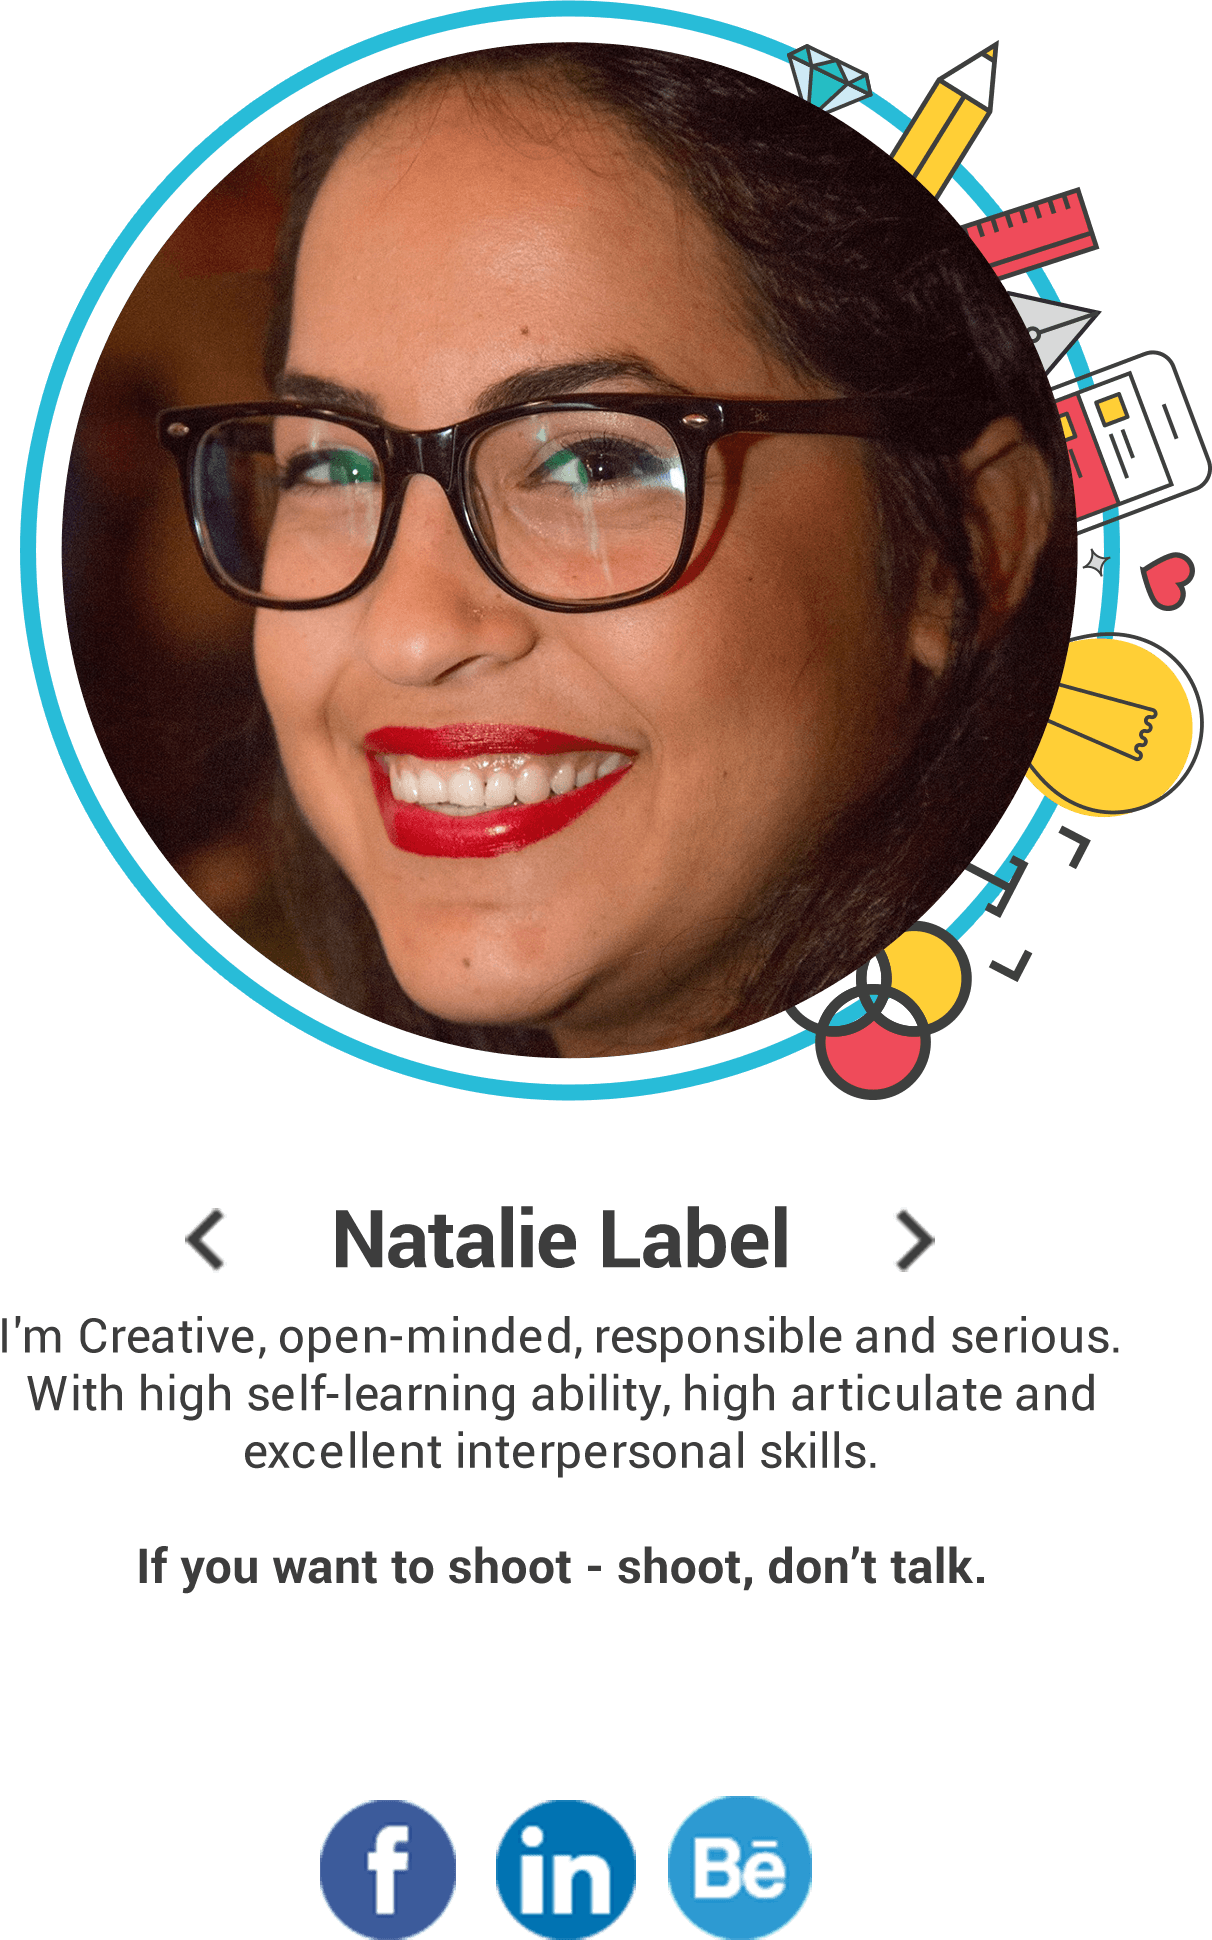 Natalie Label
I'm Creative, open-minded, responsible and serious.
With high self-learning ability, high articulate and
excellent interpersonal skills.
If you want to shoot - shoot, don’t talk.
f in Bē